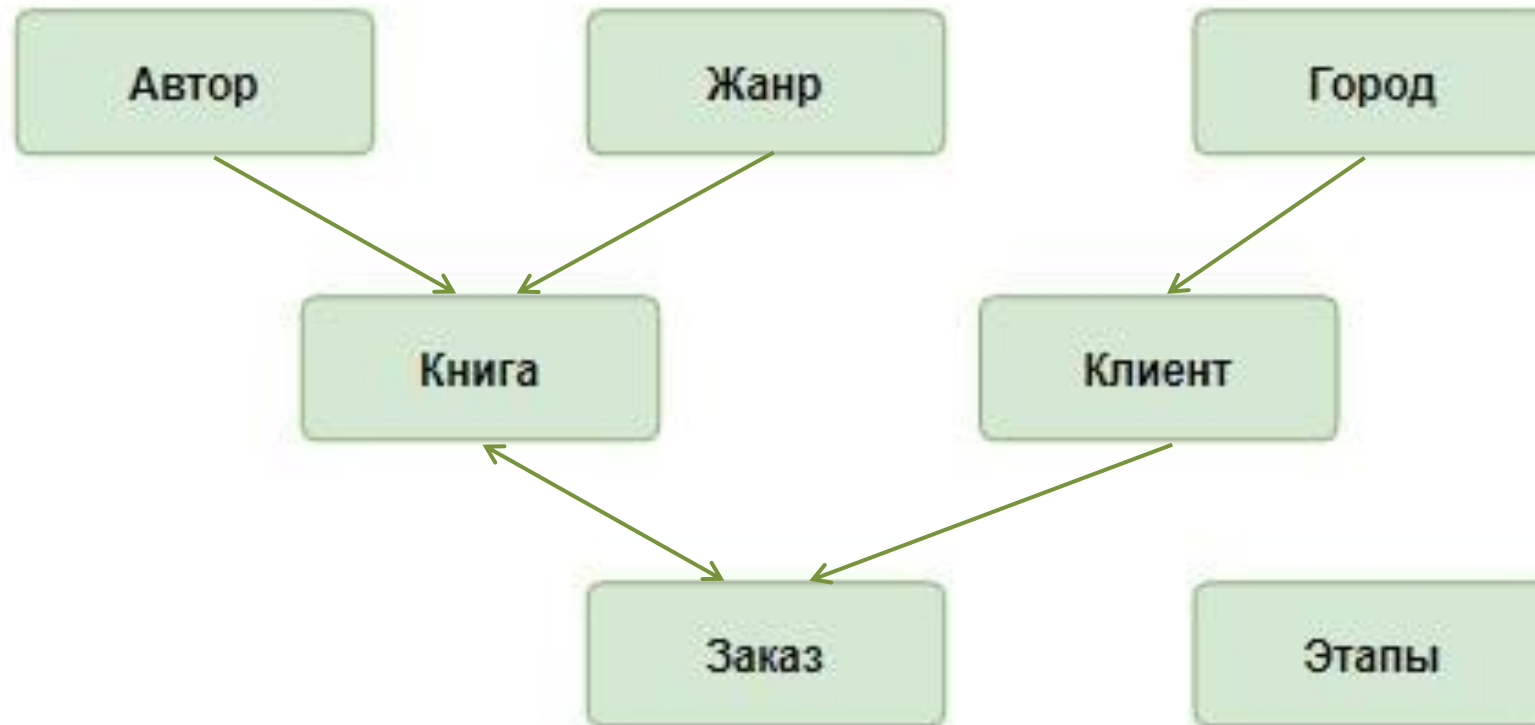 Автор
Жанр
Город
Книга
Клиент
Заказ
Этапы